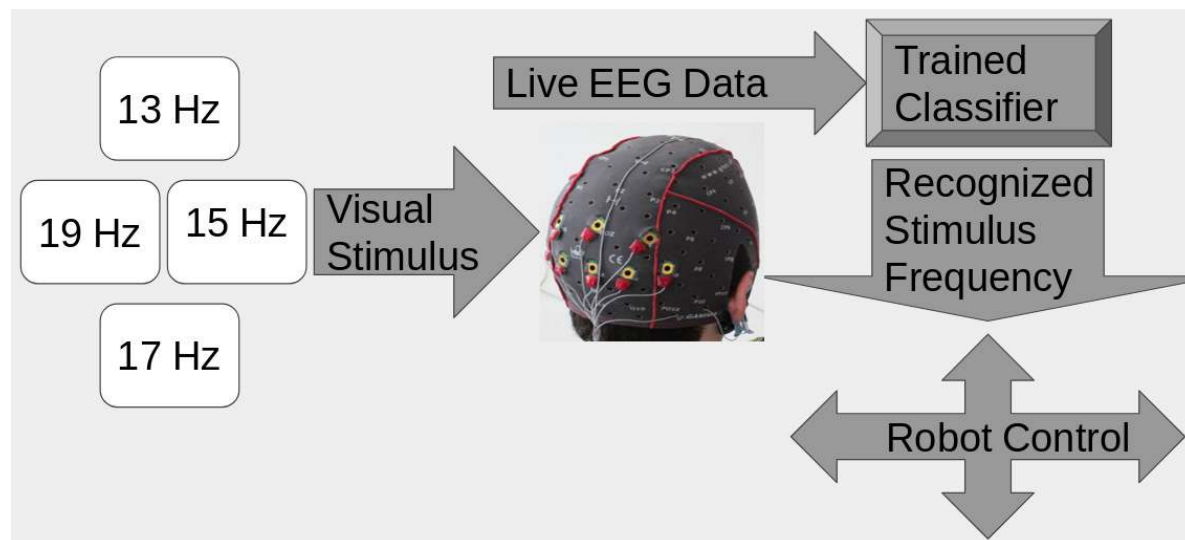 13 Hz
19 Hz
15 Hz
17 Hz
Visual
Stimulus
Live EEG Data
Trained
Classifier
Recognized
Stimulus
Frequency
Robot Control